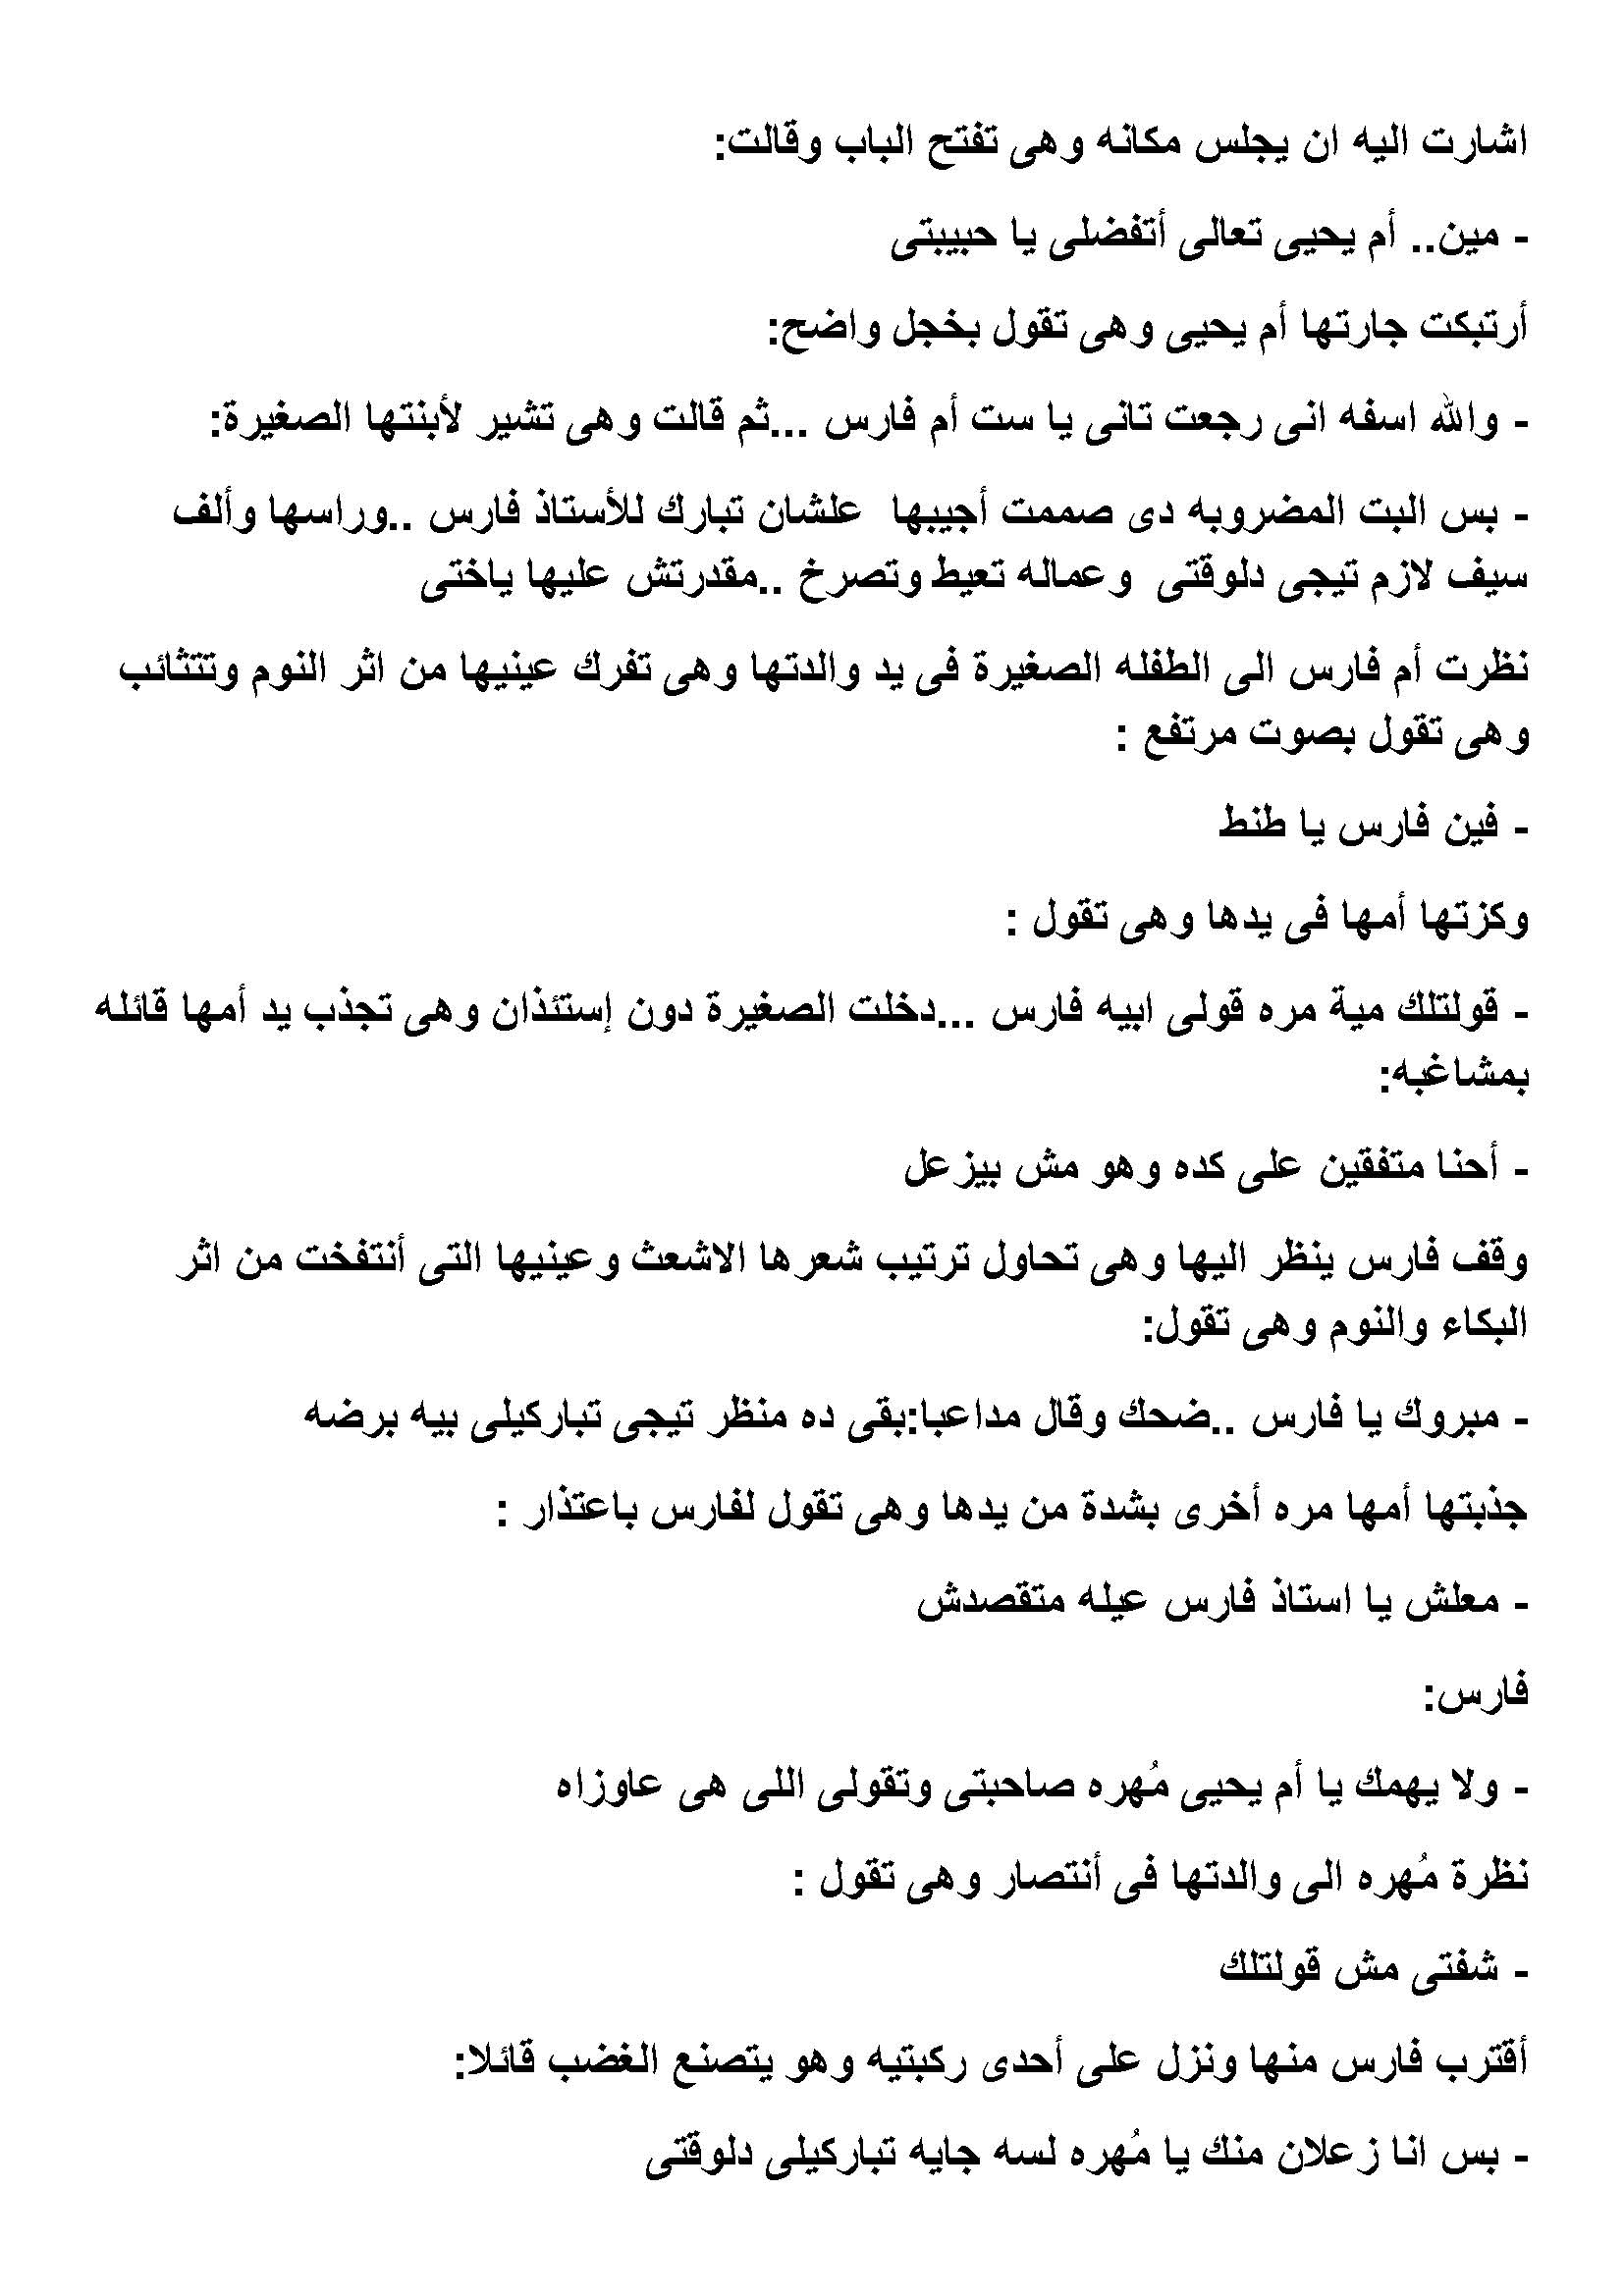 اشارت اليه ان يجلس مكانه وهى تفتح الباب وقالت:
- مين.. أم يحيى تعالى أتفضلى يا حبيبتى
أرتبكت جارتها أم يحيى وهى تقول بخجل واضح:
- والله اسفه انى رجعت تانى يا ست أم فارس ...ثم قالت وهى تشير لأبنتها الصغيرة:
- بس البت المضروبه دى صممت أجيبها  علشان تبارك للأستاذ فارس ..وراسها وألف
سيف لازم تيجى دلوقتى  وعماله تعيط وتصرخ ..مقدرتش عليها ياختى
نظرت أم فارس الى الطفله الصغيرة فى يد والدتها وهى تفرك عينيها من اثر النوم وتتثائب
وهى تقول بصوت مرتفع :
- فين فارس يا طنط
وكزتها أمها فى يدها وهى تقول :
- قولتلك مية مره قولى ابيه فارس ...دخلت الصغيرة دون إستئذان وهى تجذب يد أمها قائله
بمشاغبه:
- أحنا متفقين على كده وهو مش بيزعل
وقف فارس ينظر اليها وهى تحاول ترتيب شعرها الاشعث وعينيها التى أنتفخت من اثر
البكاء والنوم وهى تقول:
- مبروك يا فارس ..ضحك وقال مداعبا:بقى ده منظر تيجى تباركيلى بيه برضه
جذبتها أمها مره أخرى بشدة من يدها وهى تقول لفارس باعتذار :
- معلش يا استاذ فارس عيله متقصدش
فارس:
- ولا يهمك يا أم يحيى مُهره صاحبتى وتقولى اللى هى عاوزاه
نظرة مُهره الى والدتها فى أنتصار وهى تقول :
- شفتى مش قولتلك
أقترب فارس منها ونزل على أحدى ركبتيه وهو يتصنع الغضب قائلا:
- بس انا زعلان منك يا مُهره لسه جايه تباركيلى دلوقتى